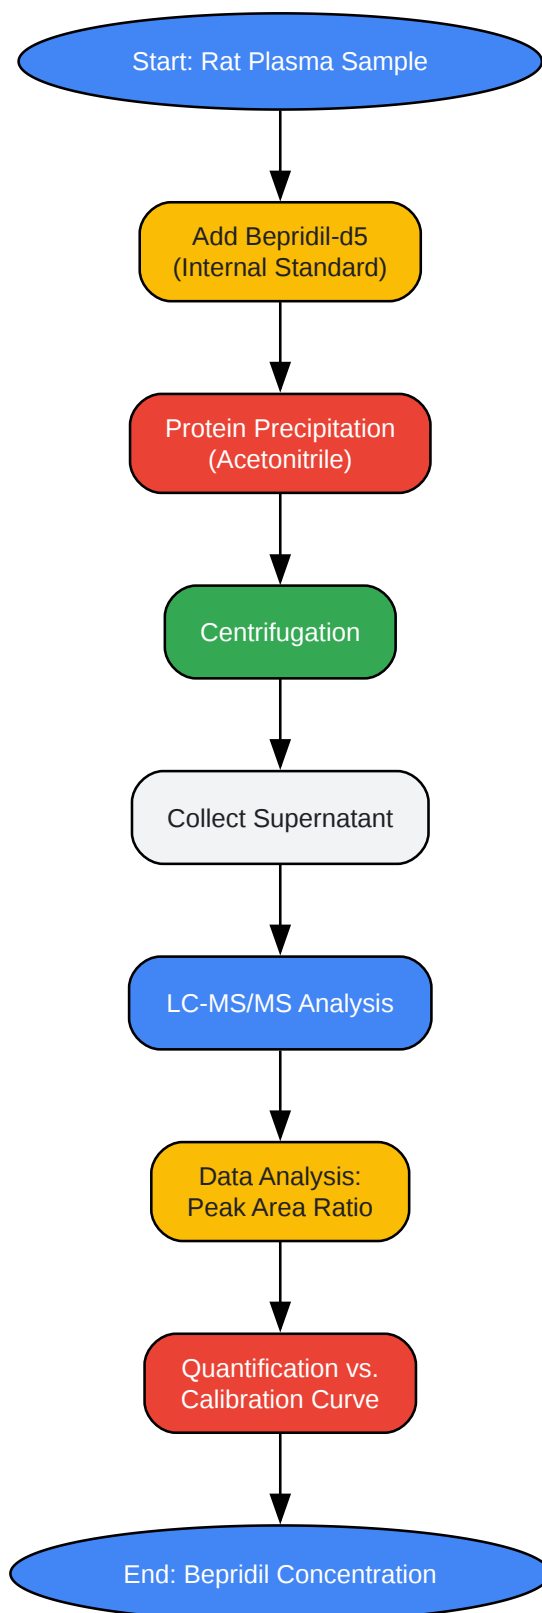 Start: Rat Plasma Sample
Add Bepridil-d5
(Internal Standard)
Protein Precipitation
(Acetonitrile)
Centrifugation
Collect Supernatant
LC-MS/MS Analysis
Data Analysis:
Peak Area Ratio
Quantification vs.
Calibration Curve
End: Bepridil Concentration